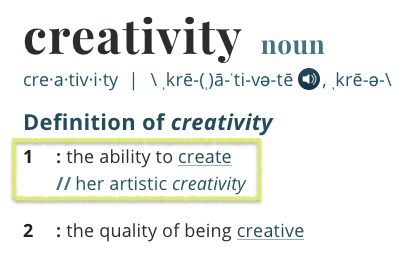 creativity noun
cre·a·tiv·i·ty | \ ˌkrē-(ˌ)ā-ˈti-və-tē , ˌkrē-ə-\
Definition of creativity
1 : the ability to create
// her artistic creativity
2 : the quality of being creative